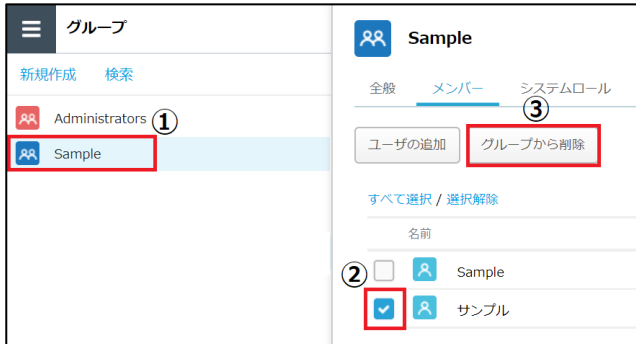 グループ
新規作成 検索
Administrators ①
Sample
Sample
全般 メンバー システムロール
③
ユーザの追加 グループから削除
すべて選択 / 選択解除
名前
② Sample
サンプル